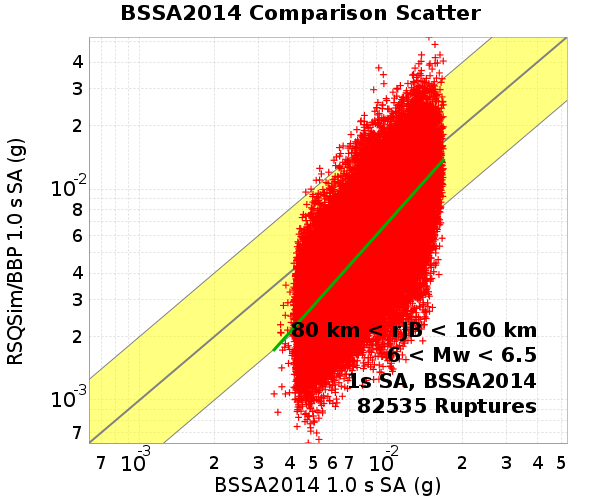 BSSA2014 Comparison Scatter
RSQSim/BBP 1.0 s SA (g)
4
3
2
10-2
8
6
4
3
2
10-3
7
80 km < rJB < 160 km
6 < Mw < 6.5
1s SA, BSSA2014
82535 Ruptures
7 10-3 2 3 4 5 6 7 10-2 2 3 4 5
BSSA2014 1.0 s SA (g)